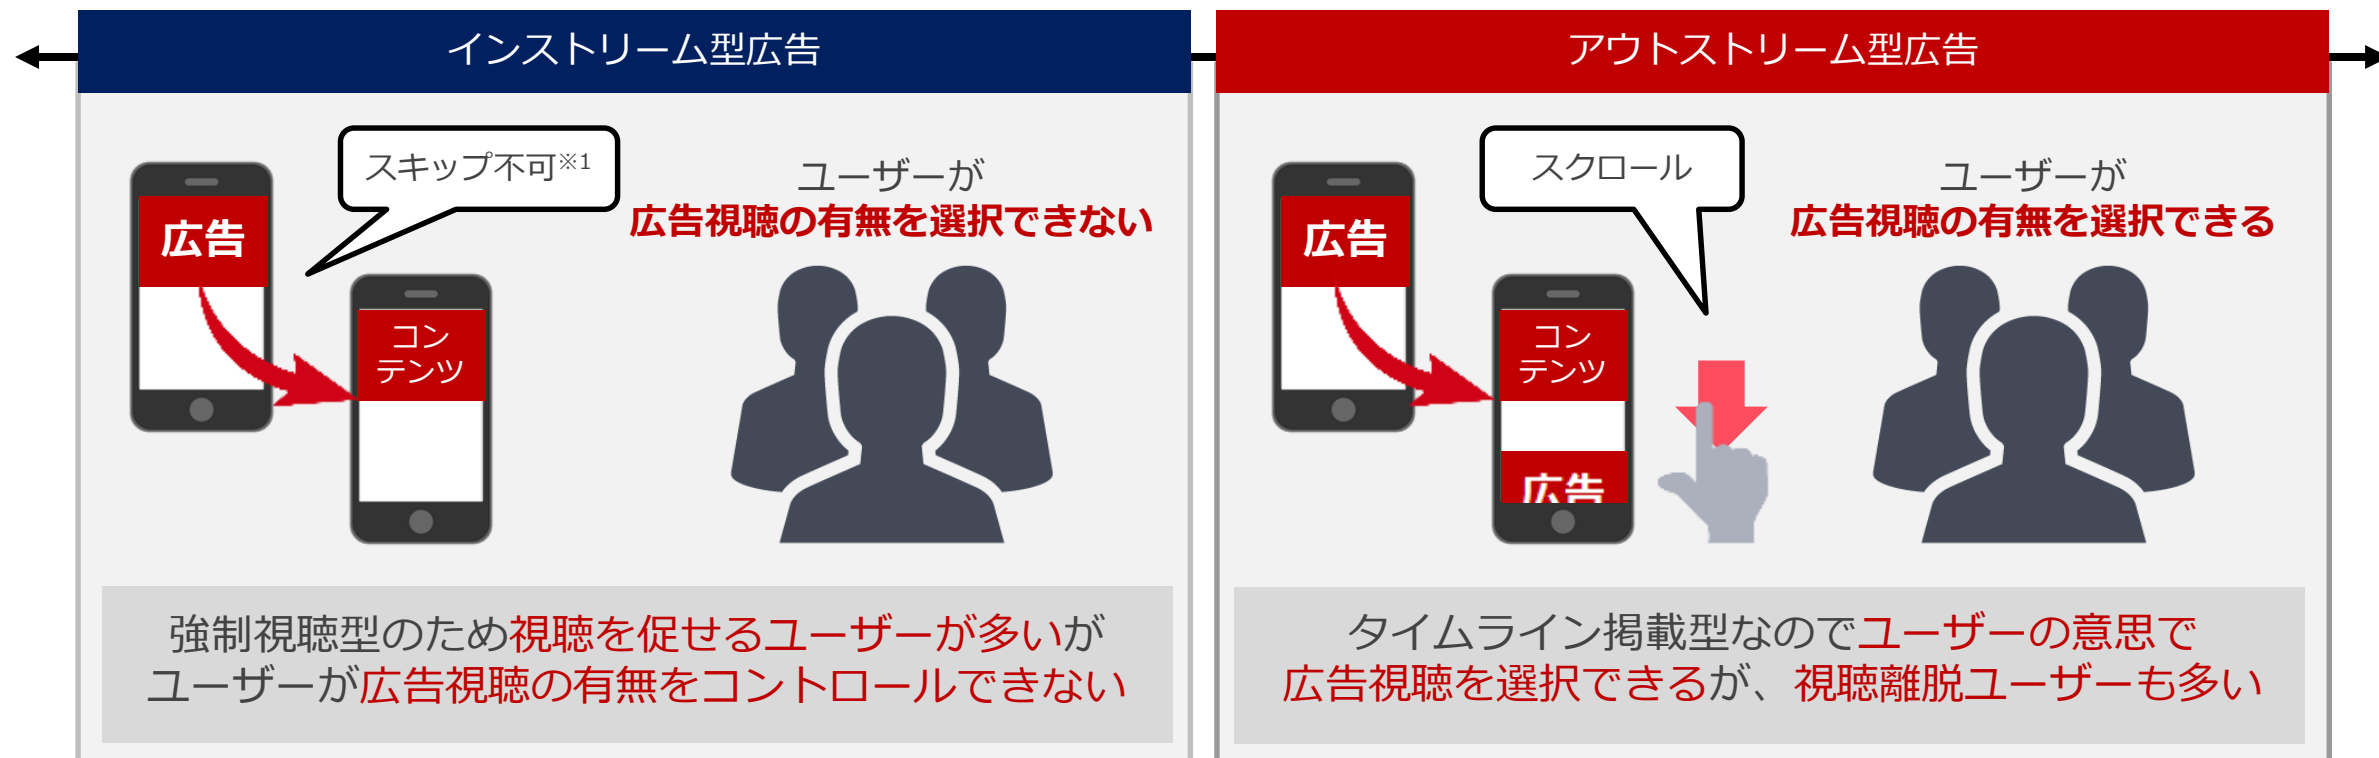 インストリーム型広告
スキップ不可※1
広告
コン
テンツ
ユーザーが
広告視聴の有無を選択できない
強制視聴型のため視聴を促せるユーザーが多いが
ユーザーが広告視聴の有無をコントロールできない
アウトストリーム型広告
スクロール
広告
コン
テンツ
広告
ユーザーが
広告視聴の有無を選択できる
タイムライン掲載型なのでユーザーの意思で
広告視聴を選択できるが、視聴離脱ユーザーも多い